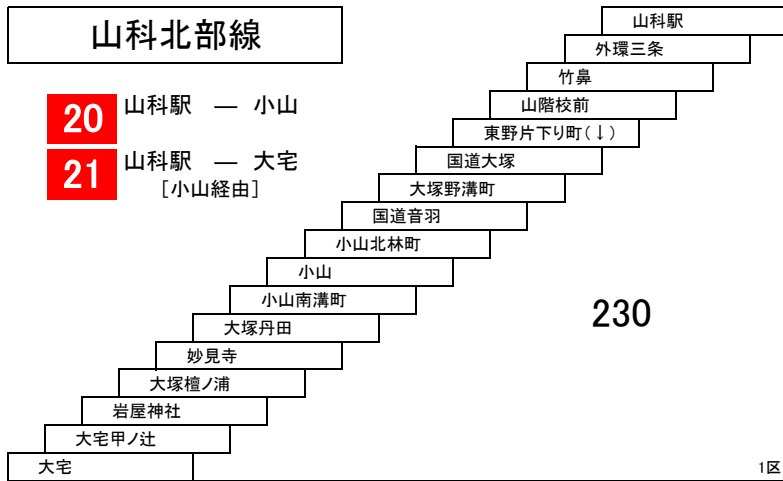 山科北部線
20 山科駅 ― 小山
21 山科駅 ― 大宅
[小山経由]
山科駅
外環三条
竹鼻
山階校前
東野片下り町(↓)
国道大塚
大塚野溝町
国道音羽
小山北林町
小山
小山南溝町
大塚丹田
妙見寺
大塚檀ノ浦
岩屋神社
大宅甲ノ辻
大宅
230
1区